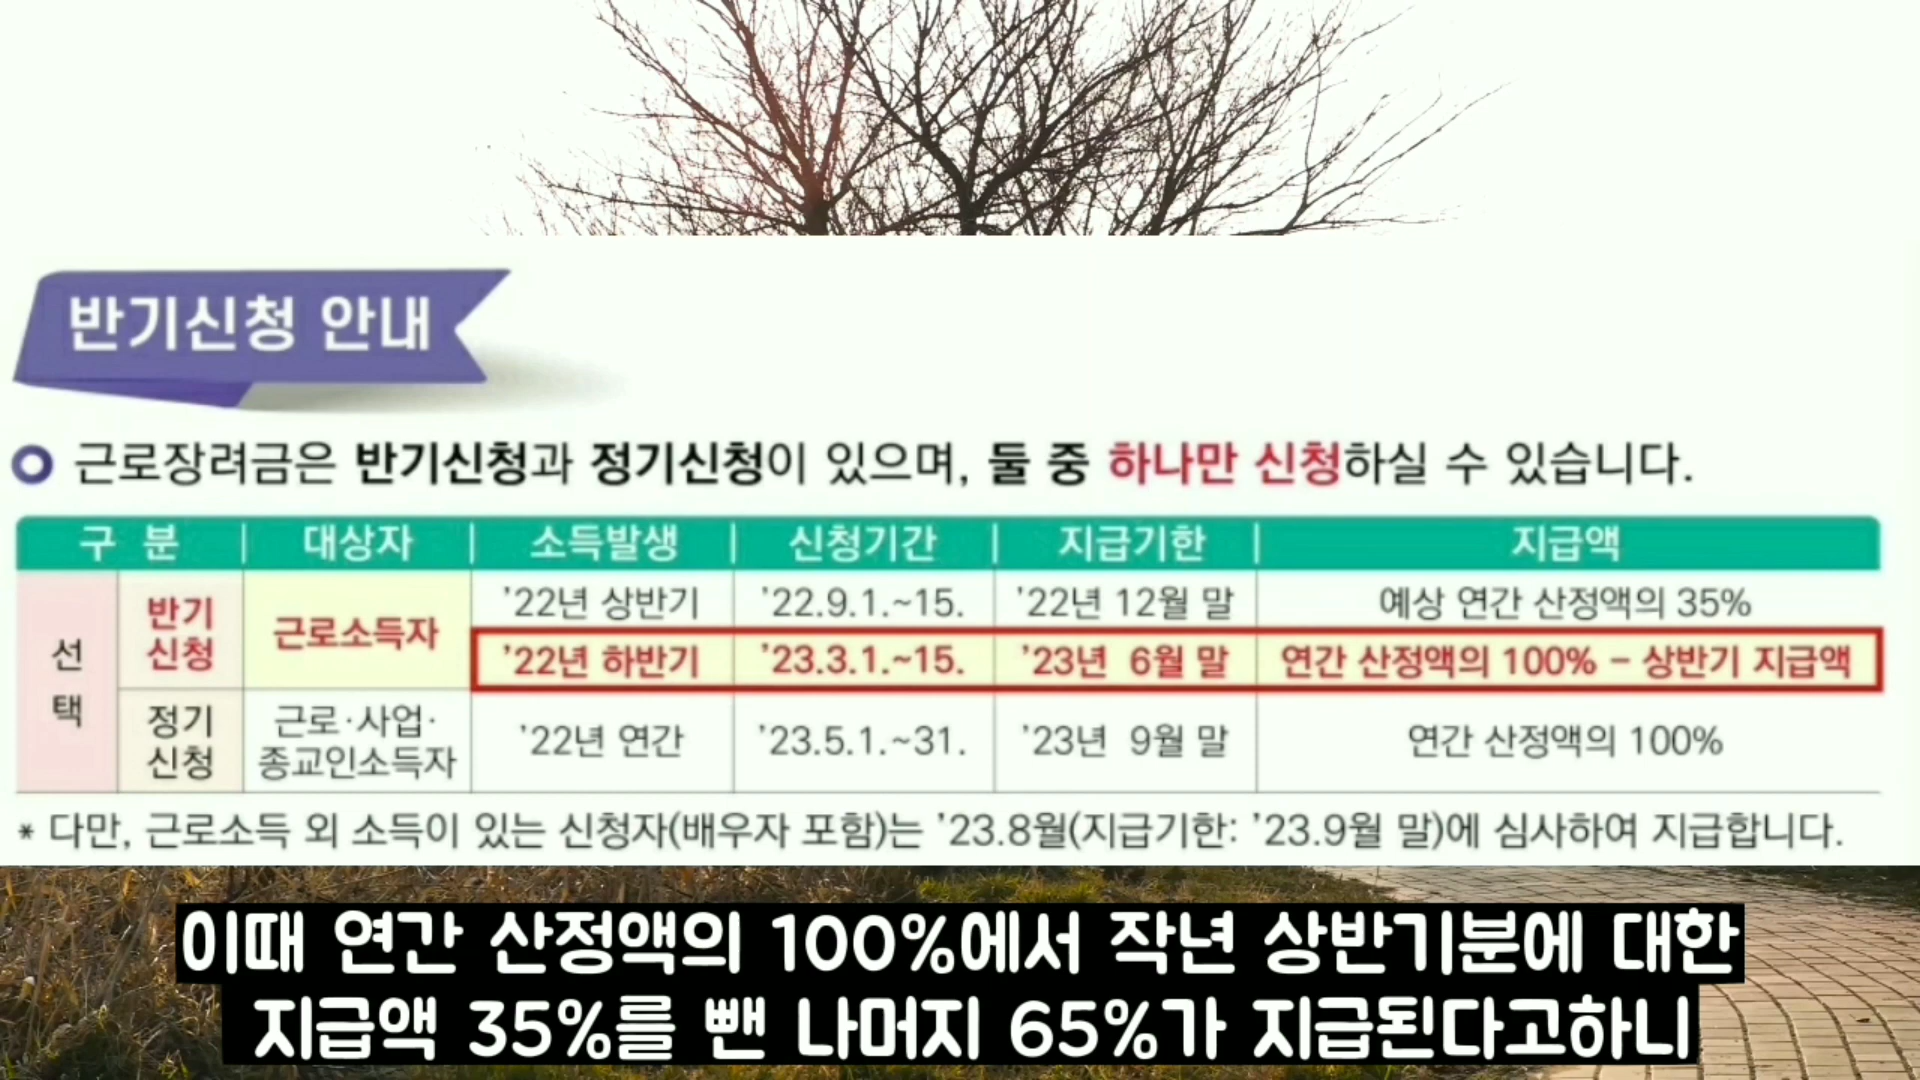 반기신청 안내
근로장려금은 반기신청과 정기신청이 있으며, 둘 중 하나만 신청하실 수 있습니다.
구 분 대상자 소득발생 신청기간 지급기한 지급액
선택 반기신청 근로소득자 '22년 상반기 '22.9.1.~15. '22년 12월 말 예상 연간 산정액의 35%
'22년 하반기 '23.3.1.~15. '23년 6월 말 연간 산정액의 100% - 상반기 지급액
정기신청 근로·사업·종교인소득자 '22년 연간 '23.5.1.~31. '23년 9월 말 연간 산정액의 100%
* 다만, 근로소득 외 소득이 있는 신청자(배우자 포함)는 '23.8월(지급기한: '23.9월 말)에 심사하여 지급합니다.
이때 연간 산정액의 100%에서 작년 상반기분에 대한
지급액 35%를 뺀 나머지 65%가 지급된다고하니